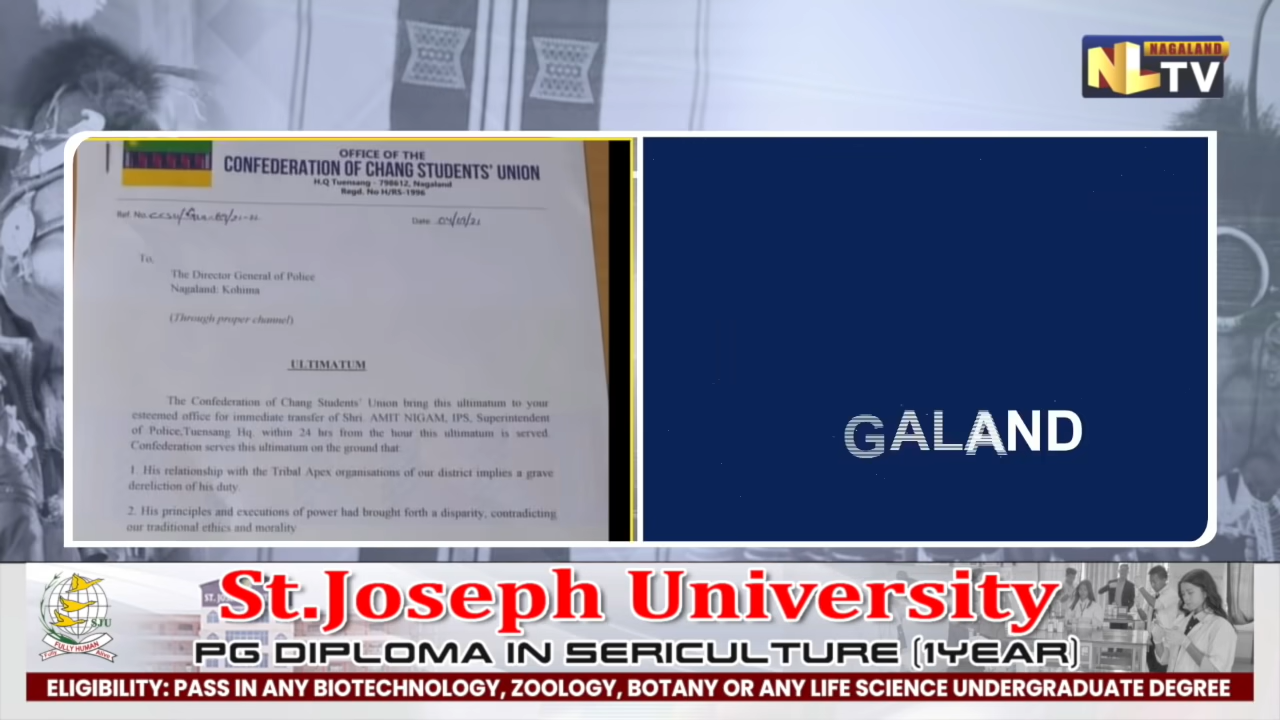 NAGALAND
NLTV
OFFICE OF THE
CONFEDERATION OF CHANG STUDENTS' UNION
H.Q Tuensang - 798612, Nagaland
Regd. No H/RS-1996
Ref. No.
Date
To,
The Director General of Police
Nagaland: Kohima
(Through proper channel)
ULTIMATUM
The Confederation of Chang Students' Union bring this ultimatum to your
esteemed office for immediate transfer of Shri. AMIT NIGAM, IPS, Superintendent
of Police,Tuensang Hq. within 24 hrs from the hour this ultimatum is served.
Confederation serves this ultimatum on the ground that:
1. His relationship with the Tribal Apex organisations of our district implies a grave
dereliction of his duty.
2. His principles and executions of power had brought forth a disparity, contradicting
our traditional ethics and morality
GALAND
SJU
FULLY HUMAN
St.Joseph University
PG DIPLOMA IN SERICULTURE (1YEAR)
ELIGIBILITY: PASS IN ANY BIOTECHNOLOGY, ZOOLOGY, BOTANY OR ANY LIFE SCIENCE UNDERGRADUATE DEGREE